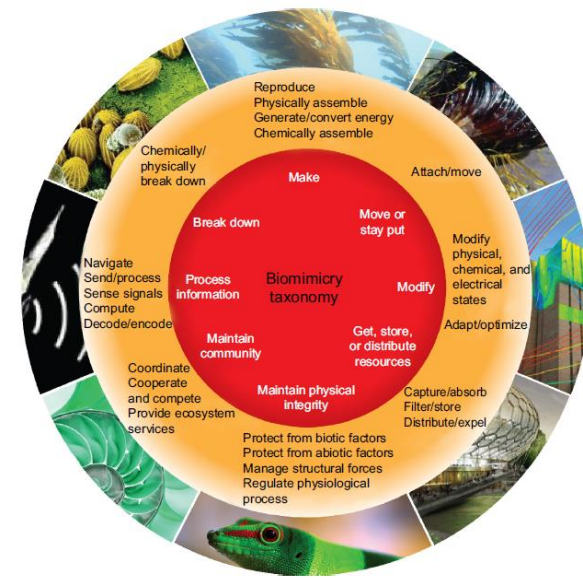 Reproduce
Physically assemble
Generate/convert energy
Chemically assemble
Attach/move
Modify
physical,
chemical, and
electrical
states
Adapt/optimize
Capture/absorb
Filter/store
Distribute/expel
Protect from biotic factors
Protect from abiotic factors
Manage structural forces
Regulate physiological
process
Coordinate
Cooperate
and compete
Provide ecosystem
services
Navigate
Send/process
Sense signals
Compute
Decode/encode
Chemically/
physically
break down
Make
Move or
stay put
Modify
Get, store,
or distribute
resources
Maintain physical
integrity
Maintain
community
Process
information
Break down
Biomimicry
taxonomy